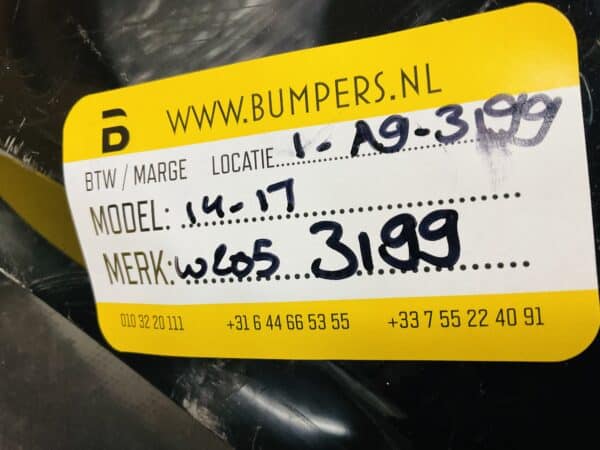 B WWW.BUMPERS.NL
BTW / MARGE LOCATIE 1-A9-3199
MODEL: 14-17
MERK: W205 3199
010 32 20 111 +31 6 44 66 53 55 +33 7 55 22 40 91